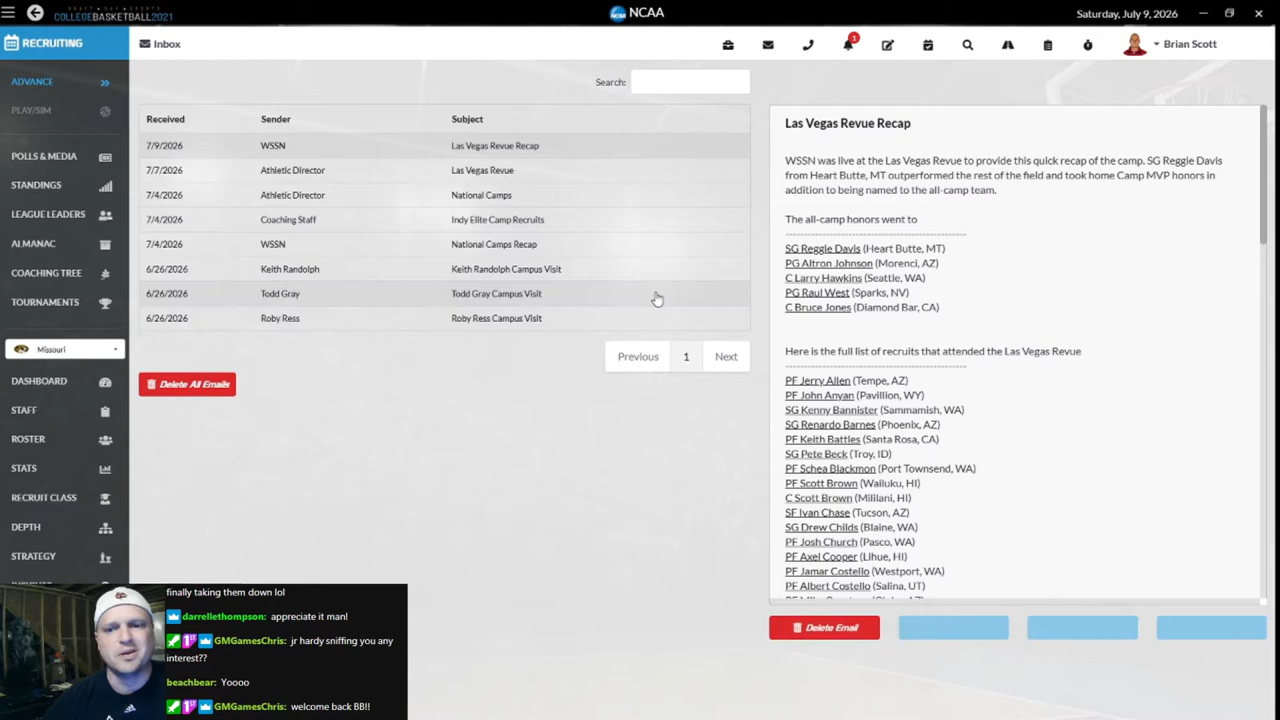 DRAFT DAY SPORTS
COLLEGEBASKETBALL2021
NCAA
Saturday, July 9, 2026
RECRUITING
Inbox
1
Brian Scott
ADVANCE
PLAY/SIM
POLLS & MEDIA
STANDINGS
LEAGUE LEADERS
ALMANAC
COACHING TREE
TOURNAMENTS
Missouri
DASHBOARD
STAFF
ROSTER
STATS
RECRUIT CLASS
DEPTH
STRATEGY
Search:
Received Sender Subject
7/9/2026 WSSN Las Vegas Revue Recap
7/7/2026 Athletic Director Las Vegas Revue
7/4/2026 Athletic Director National Camps
7/4/2026 Coaching Staff Indy Elite Camp Recruits
7/4/2026 WSSN National Camps Recap
6/26/2026 Keith Randolph Keith Randolph Campus Visit
6/26/2026 Todd Gray Todd Gray Campus Visit
6/26/2026 Roby Ress Roby Ress Campus Visit
Previous 1 Next
Delete All Emails
Las Vegas Revue Recap
WSSN was live at the Las Vegas Revue to provide this quick recap of the camp. SG Reggie Davis
from Heart Butte, MT outperformed the rest of the field and took home Camp MVP honors in
addition to being named to the all-camp team.
The all-camp honors went to
--------------------------------------------
SG Reggie Davis (Heart Butte, MT)
PG Altron Johnson (Morenci, AZ)
C Larry Hawkins (Seattle, WA)
PG Raul West (Sparks, NV)
C Bruce Jones (Diamond Bar, CA)
Here is the full list of recruits that attended the Las Vegas Revue
--------------------------------------------
PF Jerry Allen (Tempe, AZ)
PF John Anyan (Pavillion, WY)
SG Kenny Bannister (Sammamish, WA)
SG Renardo Barnes (Phoenix, AZ)
PF Keith Battles (Santa Rosa, CA)
SG Pete Beck (Troy, ID)
PF Schea Blackmon (Port Townsend, WA)
PF Scott Brown (Wailuku, HI)
C Scott Brown (Mililani, HI)
SF Ivan Chase (Tucson, AZ)
SG Drew Childs (Blaine, WA)
PF Josh Church (Pasco, WA)
PF Axel Cooper (Lihue, HI)
PF Jamar Costello (Westport, WA)
PF Albert Costello (Salina, UT)
Delete Email
finally taking them down lol
darrellethompson: appreciate it man!
GMGamesChris: jr hardy sniffing you any
interest??
beachbear: Yoooo
GMGamesChris: welcome back BB!!